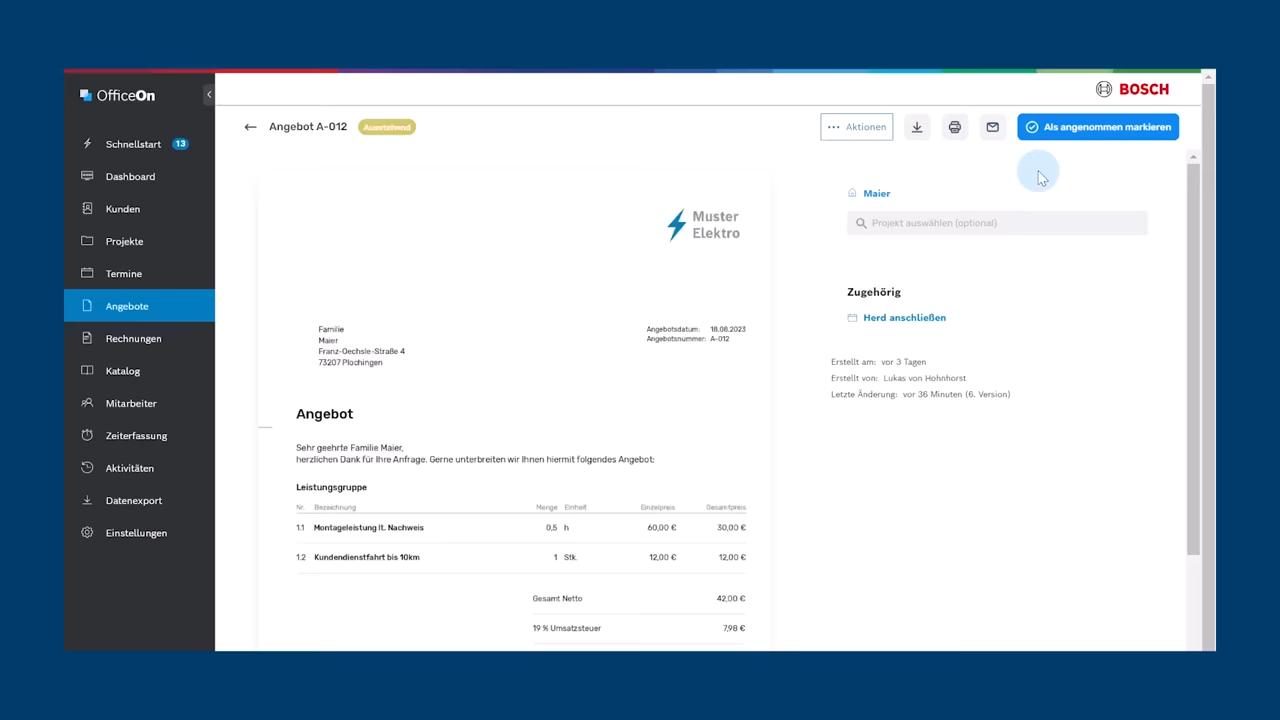 OfficeOn
BOSCH
Schnellstart 13
Dashboard
Kunden
Projekte
Termine
Angebote
Rechnungen
Katalog
Mitarbeiter
Zeiterfassung
Aktivitäten
Datenexport
Einstellungen
Angebot A-012 Ausstehend
Aktionen
Als angenommen markieren
Muster
Elektro
Familie
Maier
Franz-Oechsle-Straße 4
73207 Plochingen
Angebotsdatum: 18.08.2023
Angebotsnummer: A-012
Angebot
Sehr geehrte Familie Maier,
herzlichen Dank für Ihre Anfrage. Gerne unterbreiten wir Ihnen hiermit folgendes Angebot:
Leistungsgruppe
Nr. Bezeichnung Menge Einheit Einzelpreis Gesamtpreis
1.1 Montageleistung lt. Nachweis 0,5 h 60,00 € 30,00 €
1.2 Kundendienstfahrt bis 10km 1 Stk. 12,00 € 12,00 €
Gesamt Netto 42,00 €
19 % Umsatzsteuer 7,98 €
Maier
Projekt auswählen (optional)
Zugehörig
Herd anschließen
Erstellt am: vor 3 Tagen
Erstellt von: Lukas von Hohnhorst
Letzte Änderung: vor 36 Minuten (6. Version)